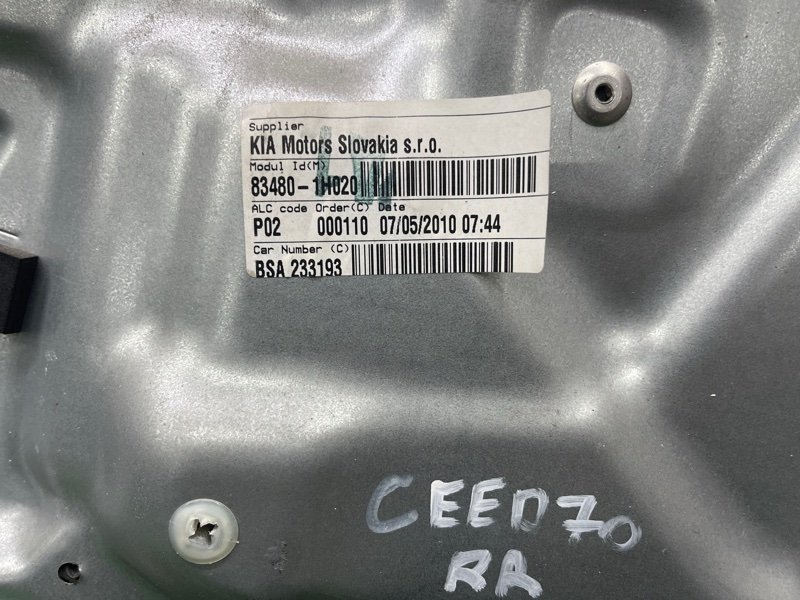 Supplier
KIA Motors Slovakia s.r.o.
Modul Id(M)
83480-1H020
ALC code Order(C) Date
P02 000110 07/05/2010 07:44
Car Number (C)
BSA 233193
CEED70
RR